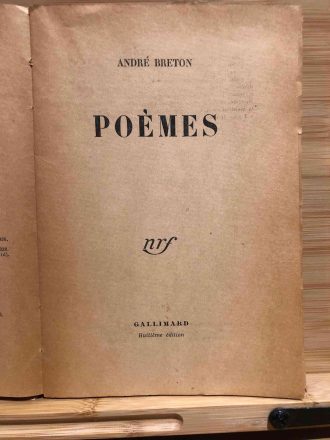 ANDRÉ BRETON
POÈMES
nrf
GALLIMARD
Huitième édition